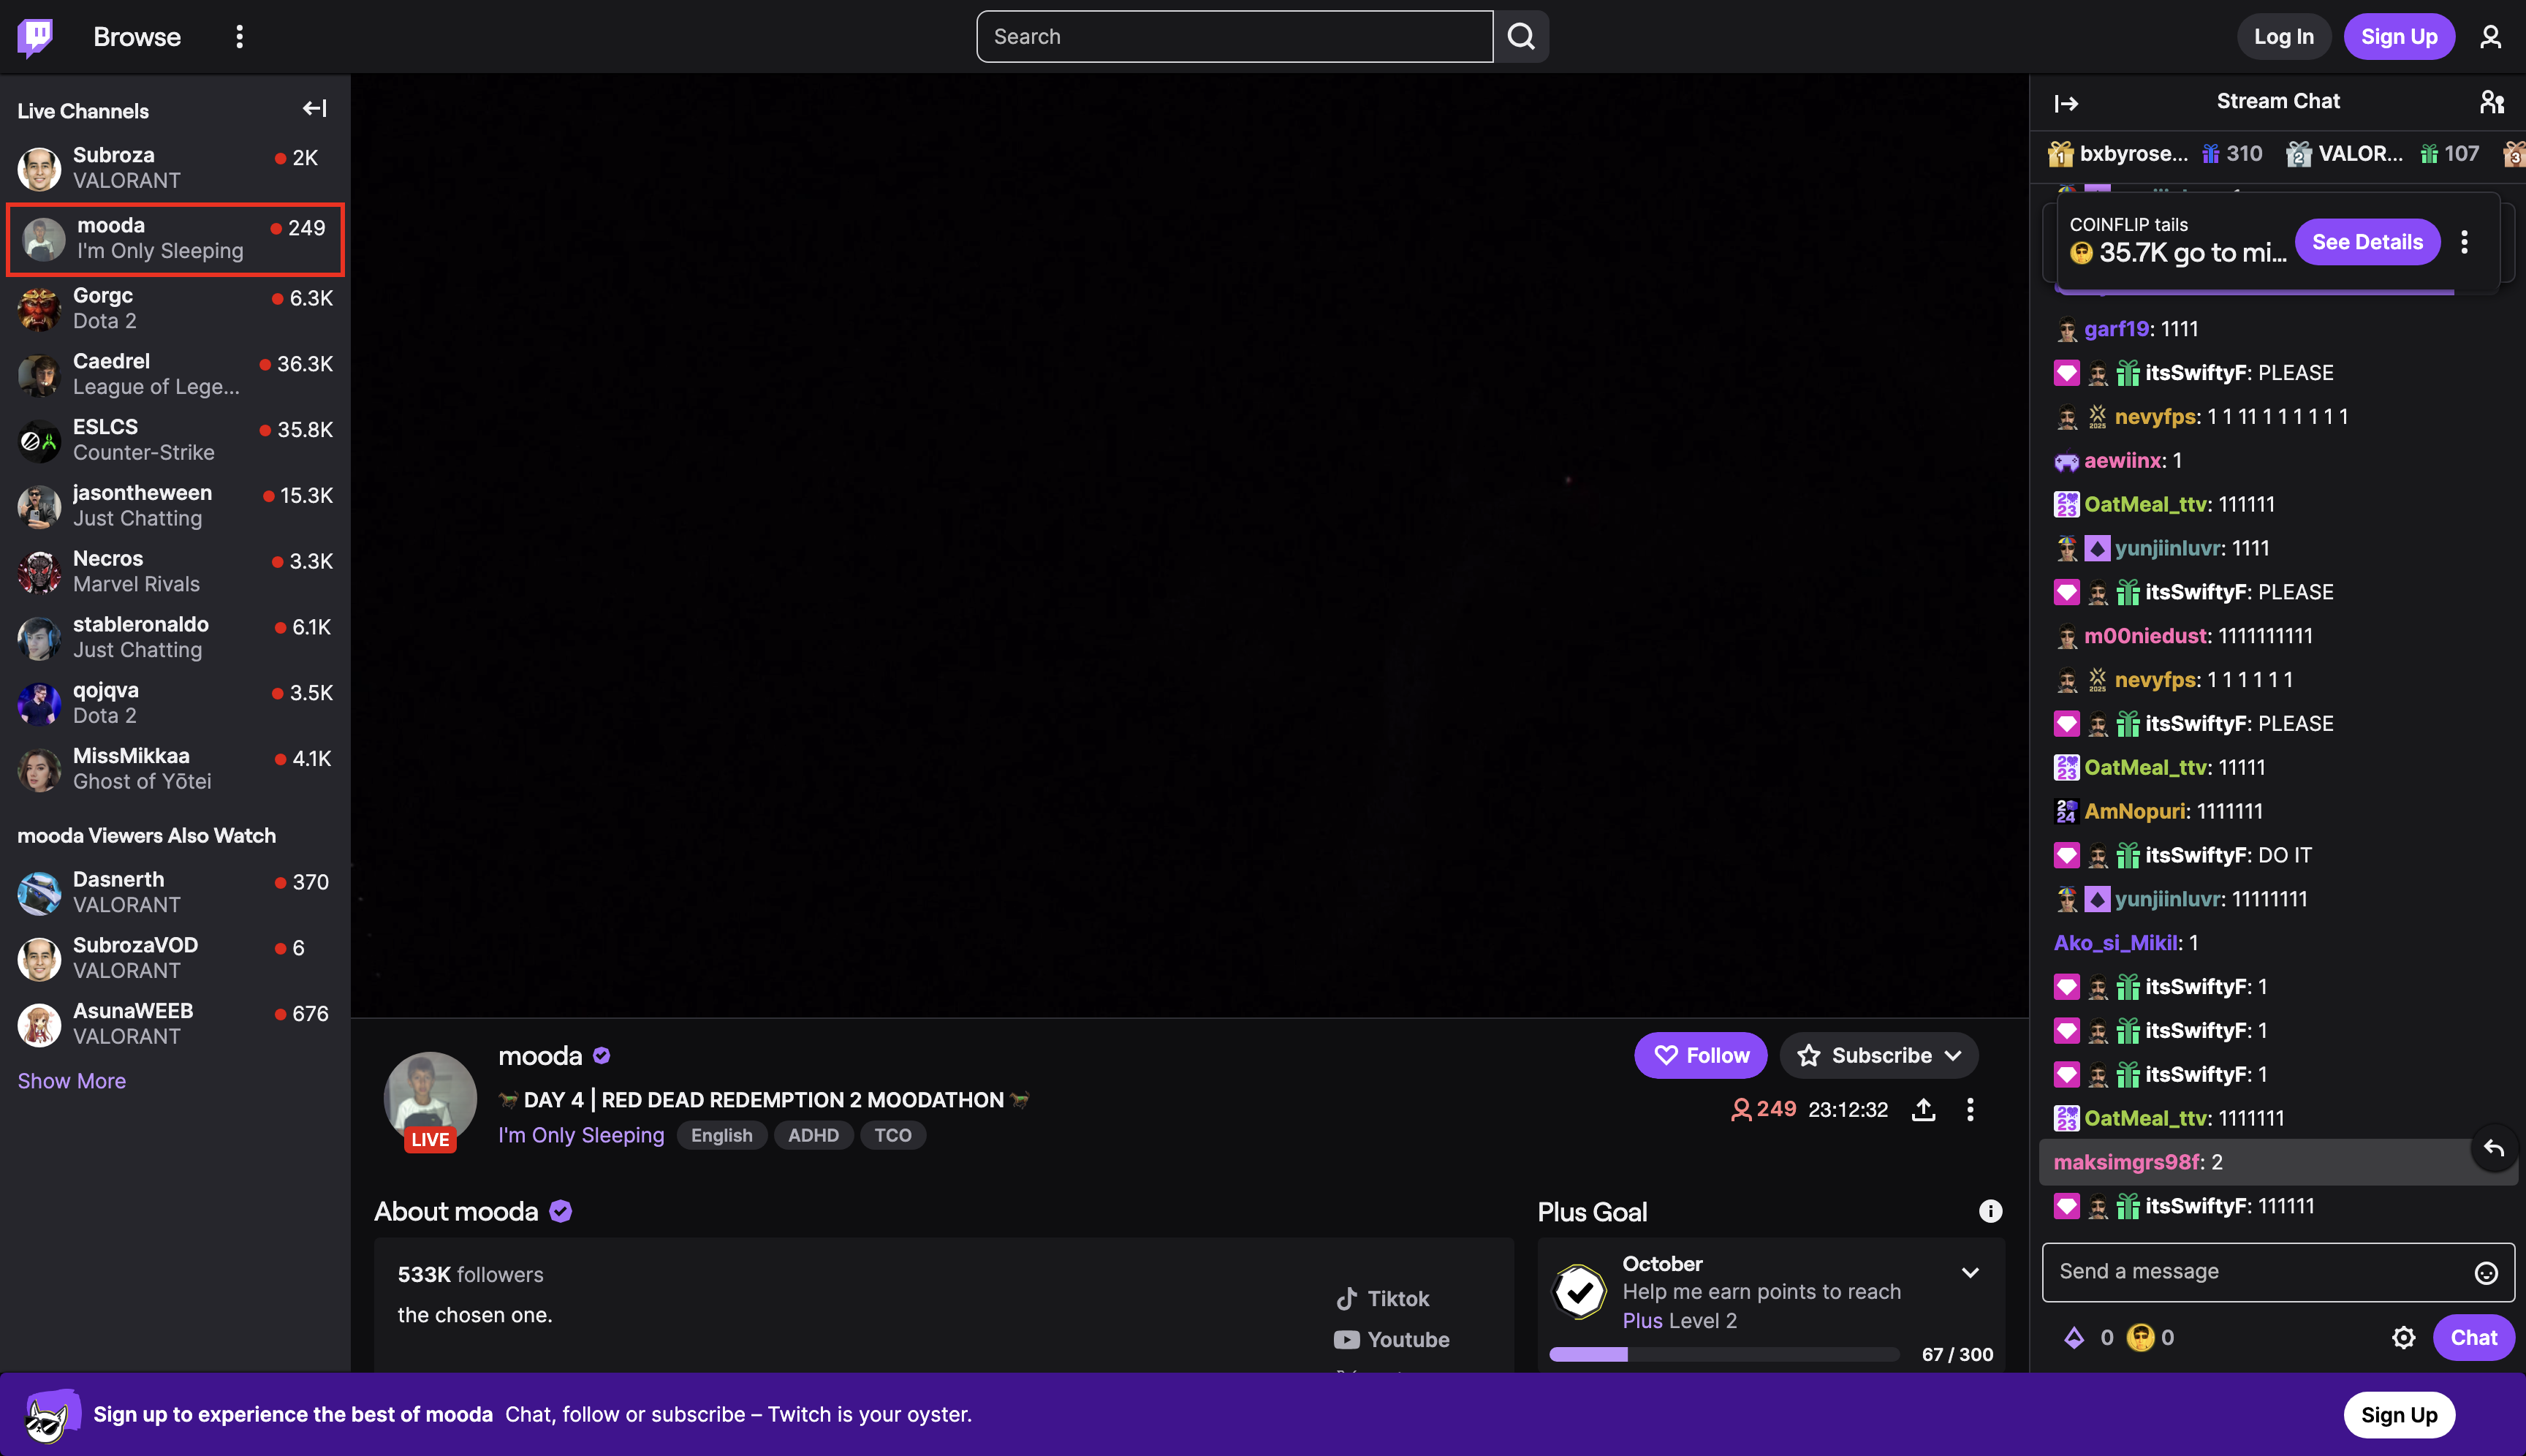 Browse
Search
Log In
Sign Up
Live Channels
Subroza
2K
VALORANT
mooda
249
I'm Only Sleeping
Gorgc
6.3K
Dota 2
Caedrel
36.3K
League of Lege...
ESLCS
35.8K
Counter-Strike
jasontheween
15.3K
Just Chatting
Necros
3.3K
Marvel Rivals
stableronaldo
6.1K
Just Chatting
qojqva
3.5K
Dota 2
MissMikkaa
4.1K
Ghost of Yōtei
mooda Viewers Also Watch
Dasnerth
370
VALORANT
SubrozaVOD
6
VALORANT
AsunaWEEB
676
VALORANT
Show More
mooda
Follow
Subscribe
DAY 4 | RED DEAD REDEMPTION 2 MOODATHON
249 23:12:32
LIVE
I'm Only Sleeping English ADHD TCO
About mooda
533K followers
the chosen one.
Tiktok
Youtube
Plus Goal
October
Help me earn points to reach
Plus Level 2
67 / 300
Stream Chat
1 bxbyrose... 310 2 VALOR... 107 3
COINFLIP tails
35.7K go to mi...
See Details
garf19: 1111
itsSwiftyF: PLEASE
2025 nevyfps: 1 1 11 1 1 1 1 1 1
aewiinx: 1
2023 OatMeal_ttv: 111111
yunjiinluvr: 1111
itsSwiftyF: PLEASE
m00niedust: 1111111111
2025 nevyfps: 1 1 1 1 1 1
itsSwiftyF: PLEASE
2023 OatMeal_ttv: 11111
2024 AmNopuri: 1111111
itsSwiftyF: DO IT
yunjiinluvr: 11111111
Ako_si_Mikil: 1
itsSwiftyF: 1
itsSwiftyF: 1
itsSwiftyF: 1
2023 OatMeal_ttv: 1111111
maksimgrs98f: 2
itsSwiftyF: 111111
Send a message
0 0
Chat
Sign up to experience the best of mooda Chat, follow or subscribe – Twitch is your oyster.
Sign Up